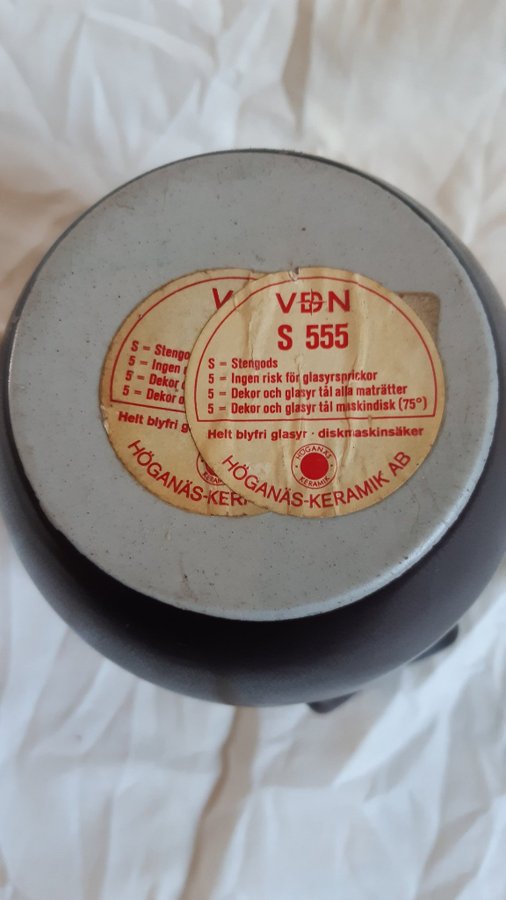 VDN
S 555
S = Stengods
5 = Ingen risk för glasyrsprickor
5 = Dekor och glasyr tål alla maträtter
5 = Dekor och glasyr tål maskindisk (75°)
Helt blyfri glasyr · diskmaskinsäker
HÖGANÄS
KERAMIK
HÖGANÄS-KERAMIK AB
V
S = Stengo
5 = Ingen
5 = Dekor
5 = Dekor
Helt blyfri g
HÖGANÄS-KER